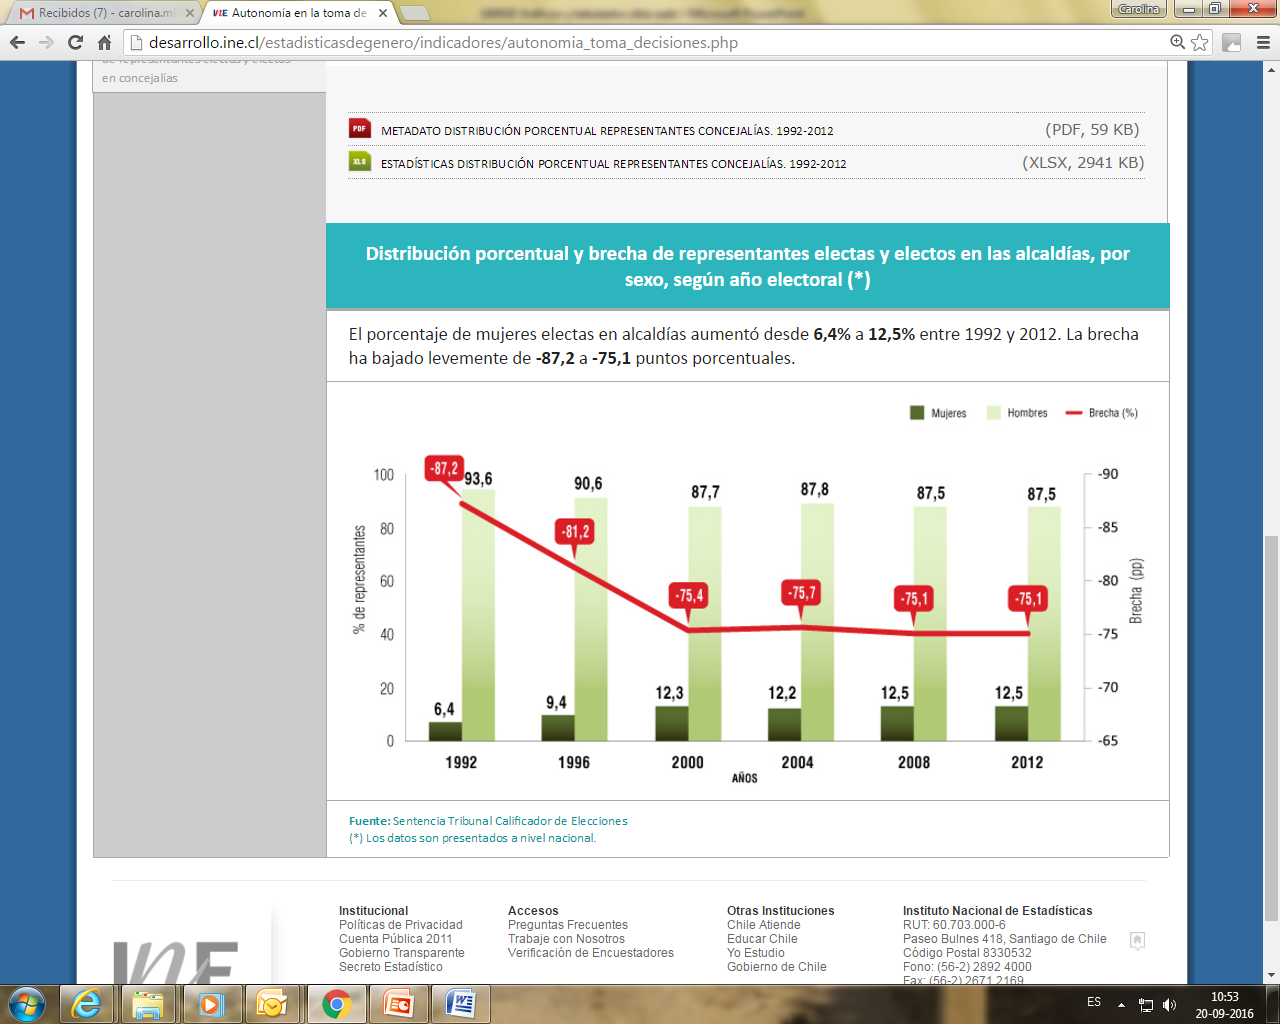 Recibidos (7) - carolina.mi
Autonomía en la toma de
Carolina
desarrollo.ine.cl/estadisticasdegenero/indicadores/autonomia_toma_decisiones.php
en concejalías
PDF METADATO DISTRIBUCIÓN PORCENTUAL REPRESENTANTES CONCEJALÍAS. 1992-2012 (PDF, 59 KB)
XLS ESTADÍSTICAS DISTRIBUCIÓN PORCENTUAL REPRESENTANTES CONCEJALÍAS. 1992-2012 (XLSX, 2941 KB)
Distribución porcentual y brecha de representantes electas y electos en las alcaldías, por
sexo, según año electoral (*)
El porcentaje de mujeres electas en alcaldías aumentó desde 6,4% a 12,5% entre 1992 y 2012. La brecha
ha bajado levemente de -87,2 a -75,1 puntos porcentuales.
Mujeres Hombres Brecha (%)
% de representantes
100
80
60
40
20
0
-87,2 -81,2 -75,4 -75,7 -75,1 -75,1
93,6 90,6 87,7 87,8 87,5 87,5
6,4 9,4 12,3 12,2 12,5 12,5
-90
-85
-80
-75
-70
-65
Brecha (pp)
1992 1996 2000 2004 2008 2012
AÑOS
Fuente: Sentencia Tribunal Calificador de Elecciones
(*) Los datos son presentados a nivel nacional.
INE
Institucional
Políticas de Privacidad
Cuenta Pública 2011
Gobierno Transparente
Secreto Estadístico
Accesos
Preguntas Frecuentes
Trabaje con Nosotros
Verificación de Encuestadores
Otras Instituciones
Chile Atiende
Educar Chile
Yo Estudio
Gobierno de Chile
Instituto Nacional de Estadísticas
RUT: 60.703.000-6
Paseo Bulnes 418, Santiago de Chile
Código Postal 8330532
Fono: (56-2) 2892 4000
Fax: (56-2) 2671 2169
ES
10:53
20-09-2016